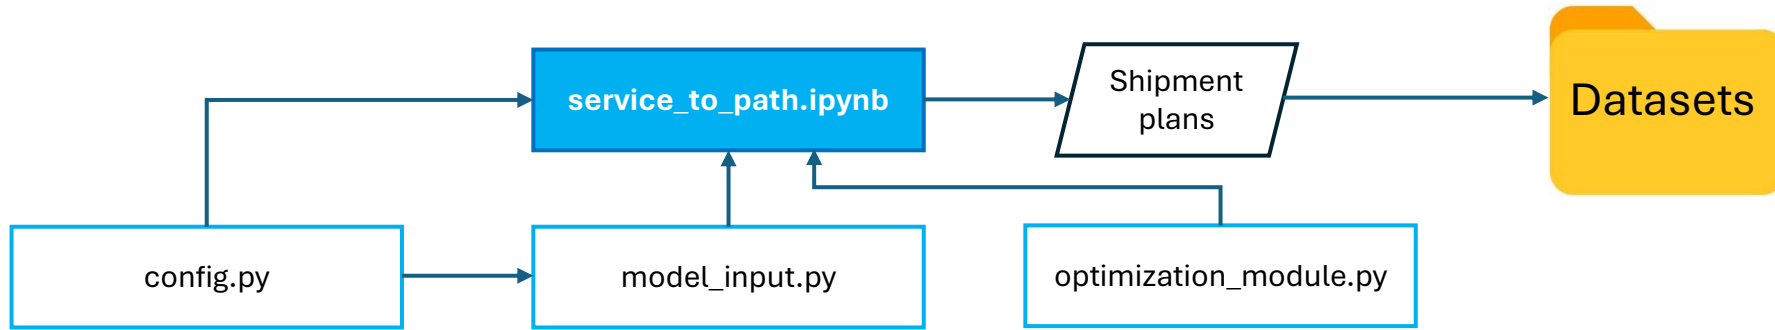 service_to_path.ipynb
Shipment
plans
Datasets
config.py
model_input.py
optimization_module.py